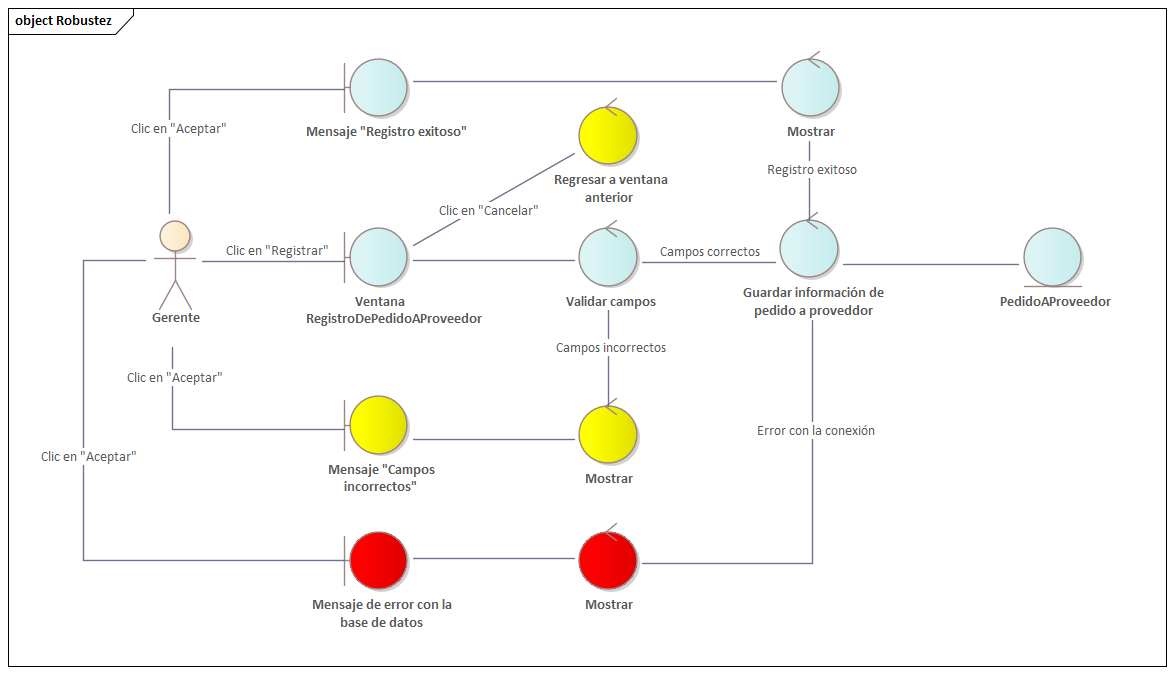 object Robustez
Clic en "Aceptar"
Mensaje "Registro exitoso"
Mostrar
Registro exitoso
Regresar a ventana
anterior
Clic en "Cancelar"
Clic en "Registrar"
Gerente
Ventana
RegistroDePedidoAProveedor
Validar campos
Campos correctos
Guardar información de
pedido a proveddor
PedidoAProveedor
Campos incorrectos
Clic en "Aceptar"
Mensaje "Campos
incorrectos"
Mostrar
Error con la conexión
Clic en "Aceptar"
Mensaje de error con la
base de datos
Mostrar